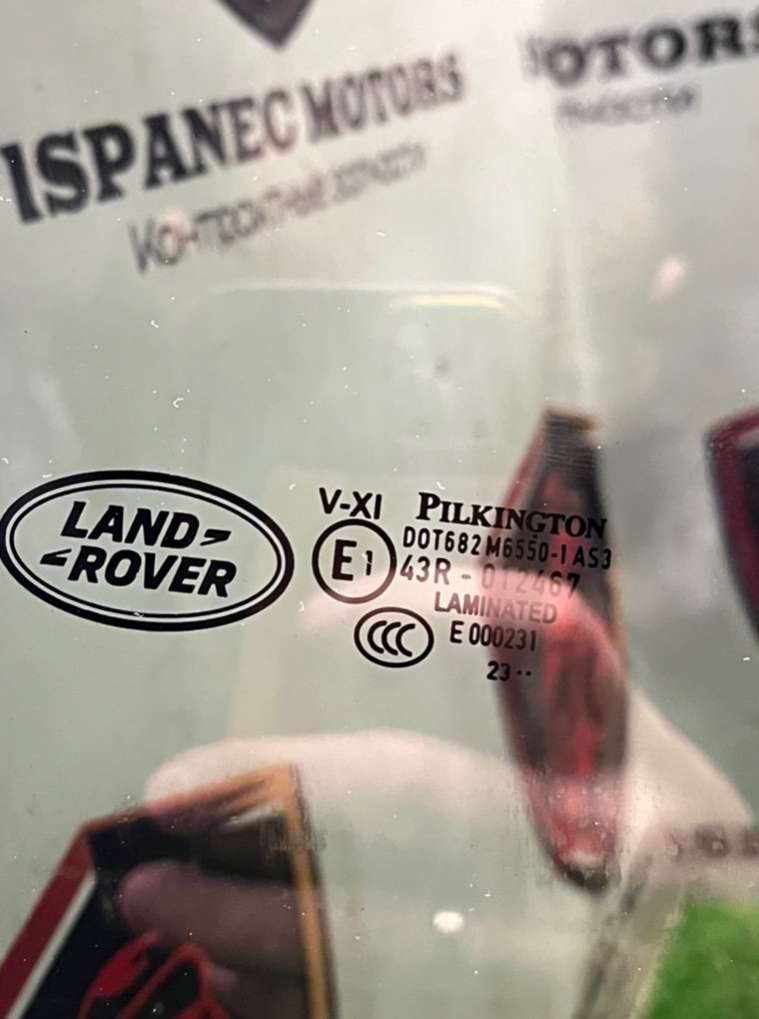 ISPANEC MOTORS
Контрактные запчасти
MOTORS
LAND
ROVER
V-XI PILKINGTON
E1 DOT682 M6550-1 AS3
43R - 012467
LAMINATED
CCC E 000231
23··